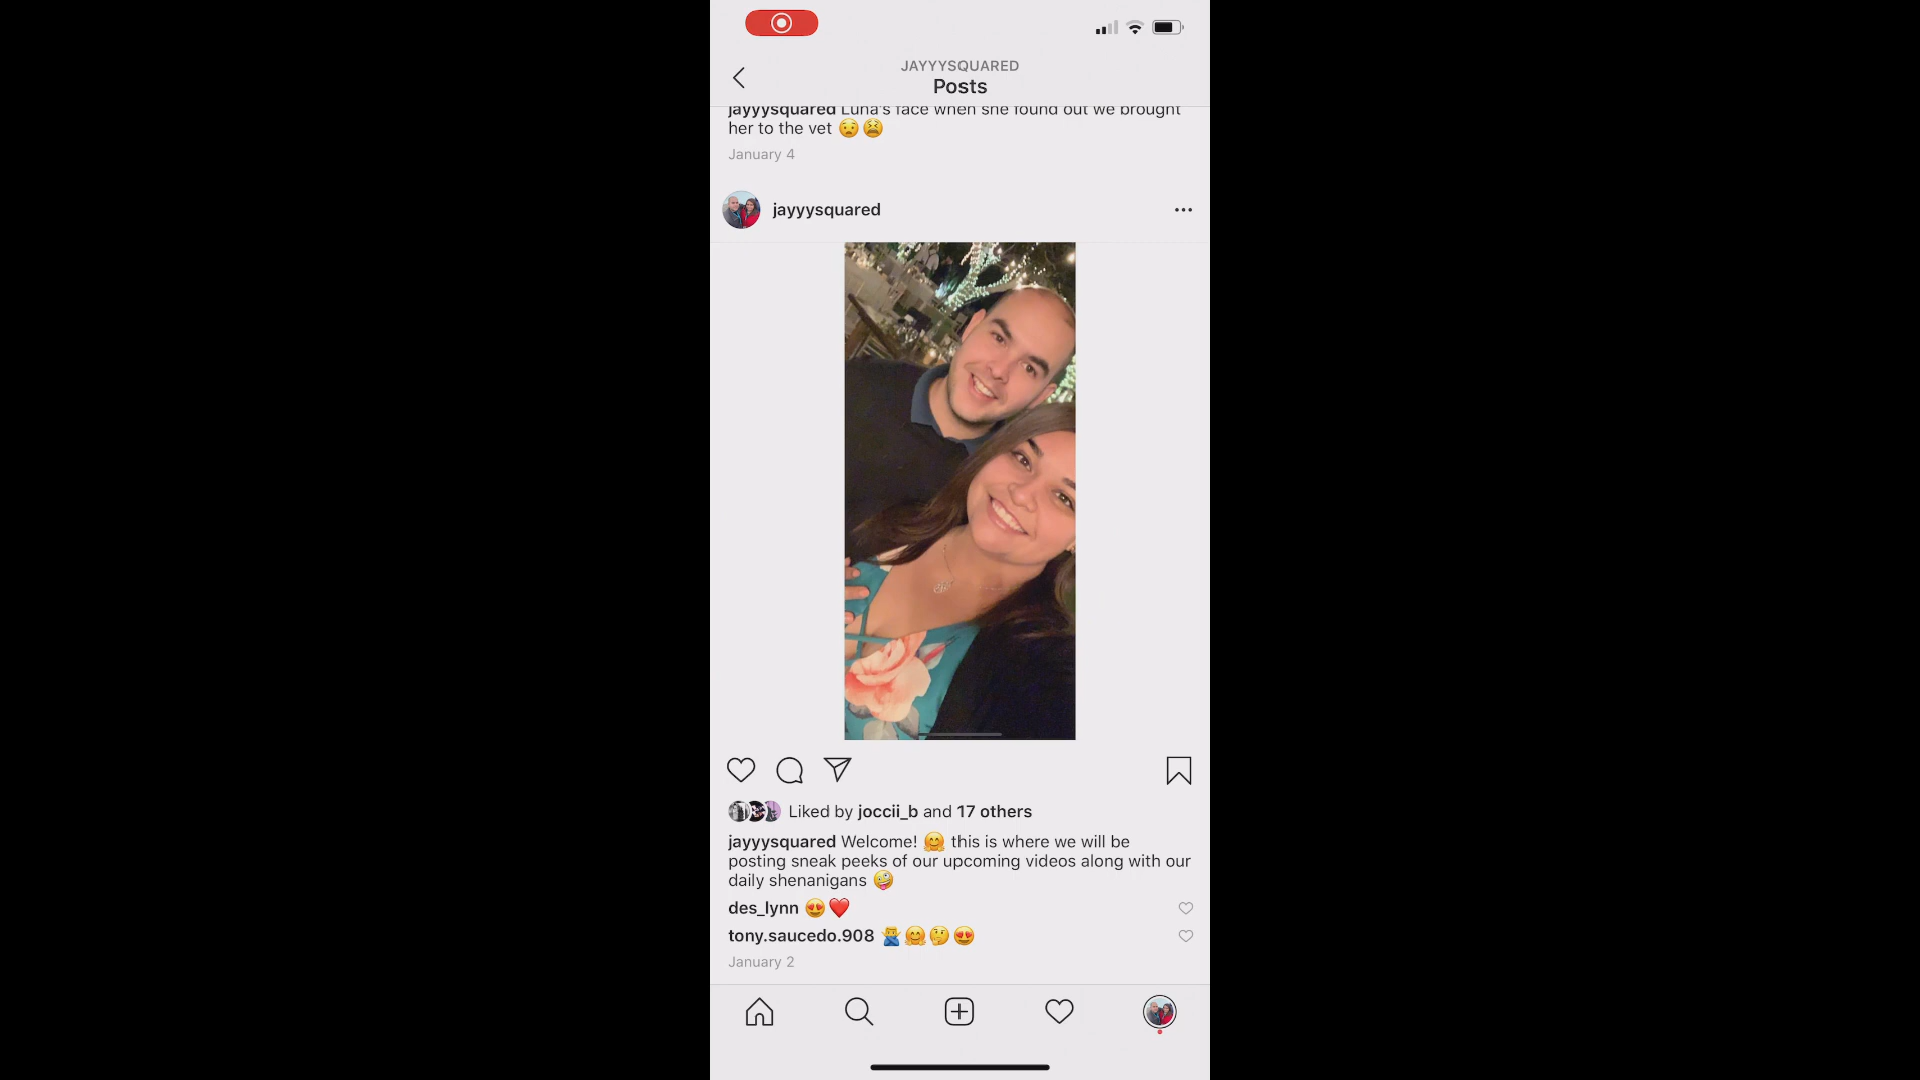 JAYYYSQUARED
Posts
jayyysquared Luna's face when she found out we brought
her to the vet 😧😫
January 4
jayyysquared
Liked by joccii_b and 17 others
jayyysquared Welcome! 🤗 this is where we will be
posting sneak peeks of our upcoming videos along with our
daily shenanigans 🤪
des_lynn 😍❤️
tony.saucedo.908 🙅‍♂️🤗🤔😍
January 2